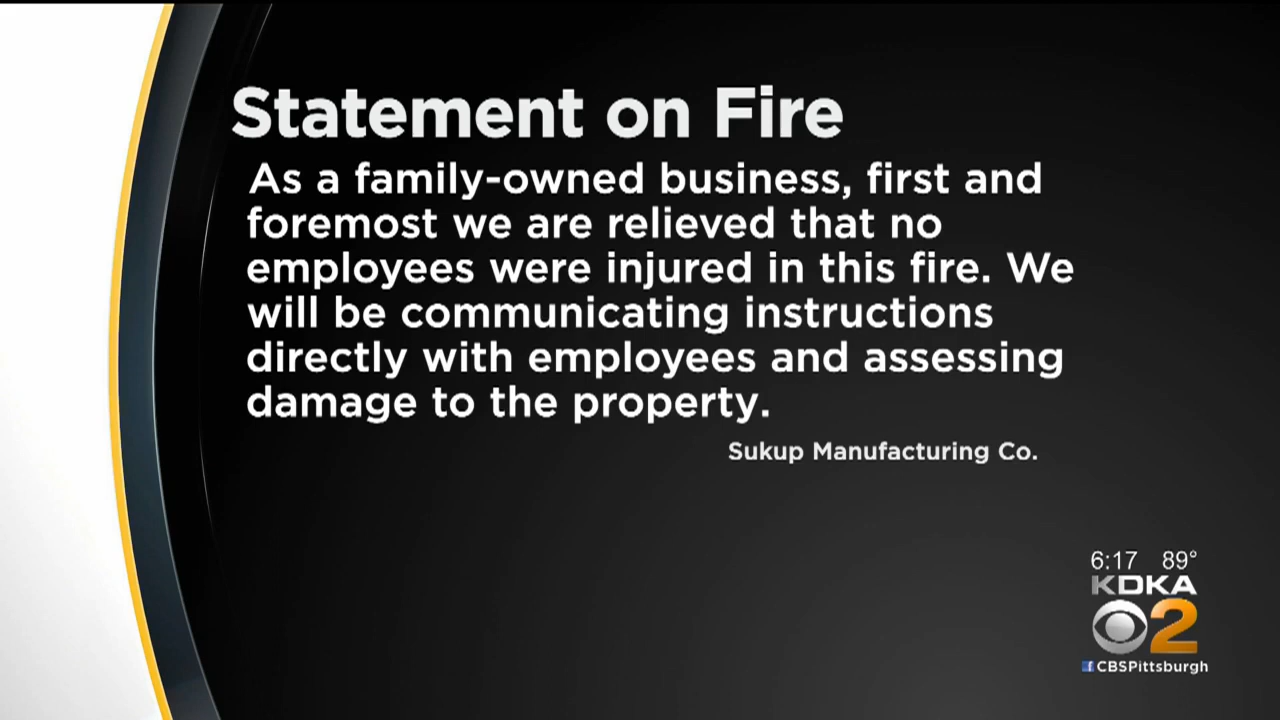 Statement on Fire
As a family-owned business, first and
foremost we are relieved that no
employees were injured in this fire. We
will be communicating instructions
directly with employees and assessing
damage to the property.
Sukup Manufacturing Co.
6:17 89°
KDKA
2
f CBSPittsburgh